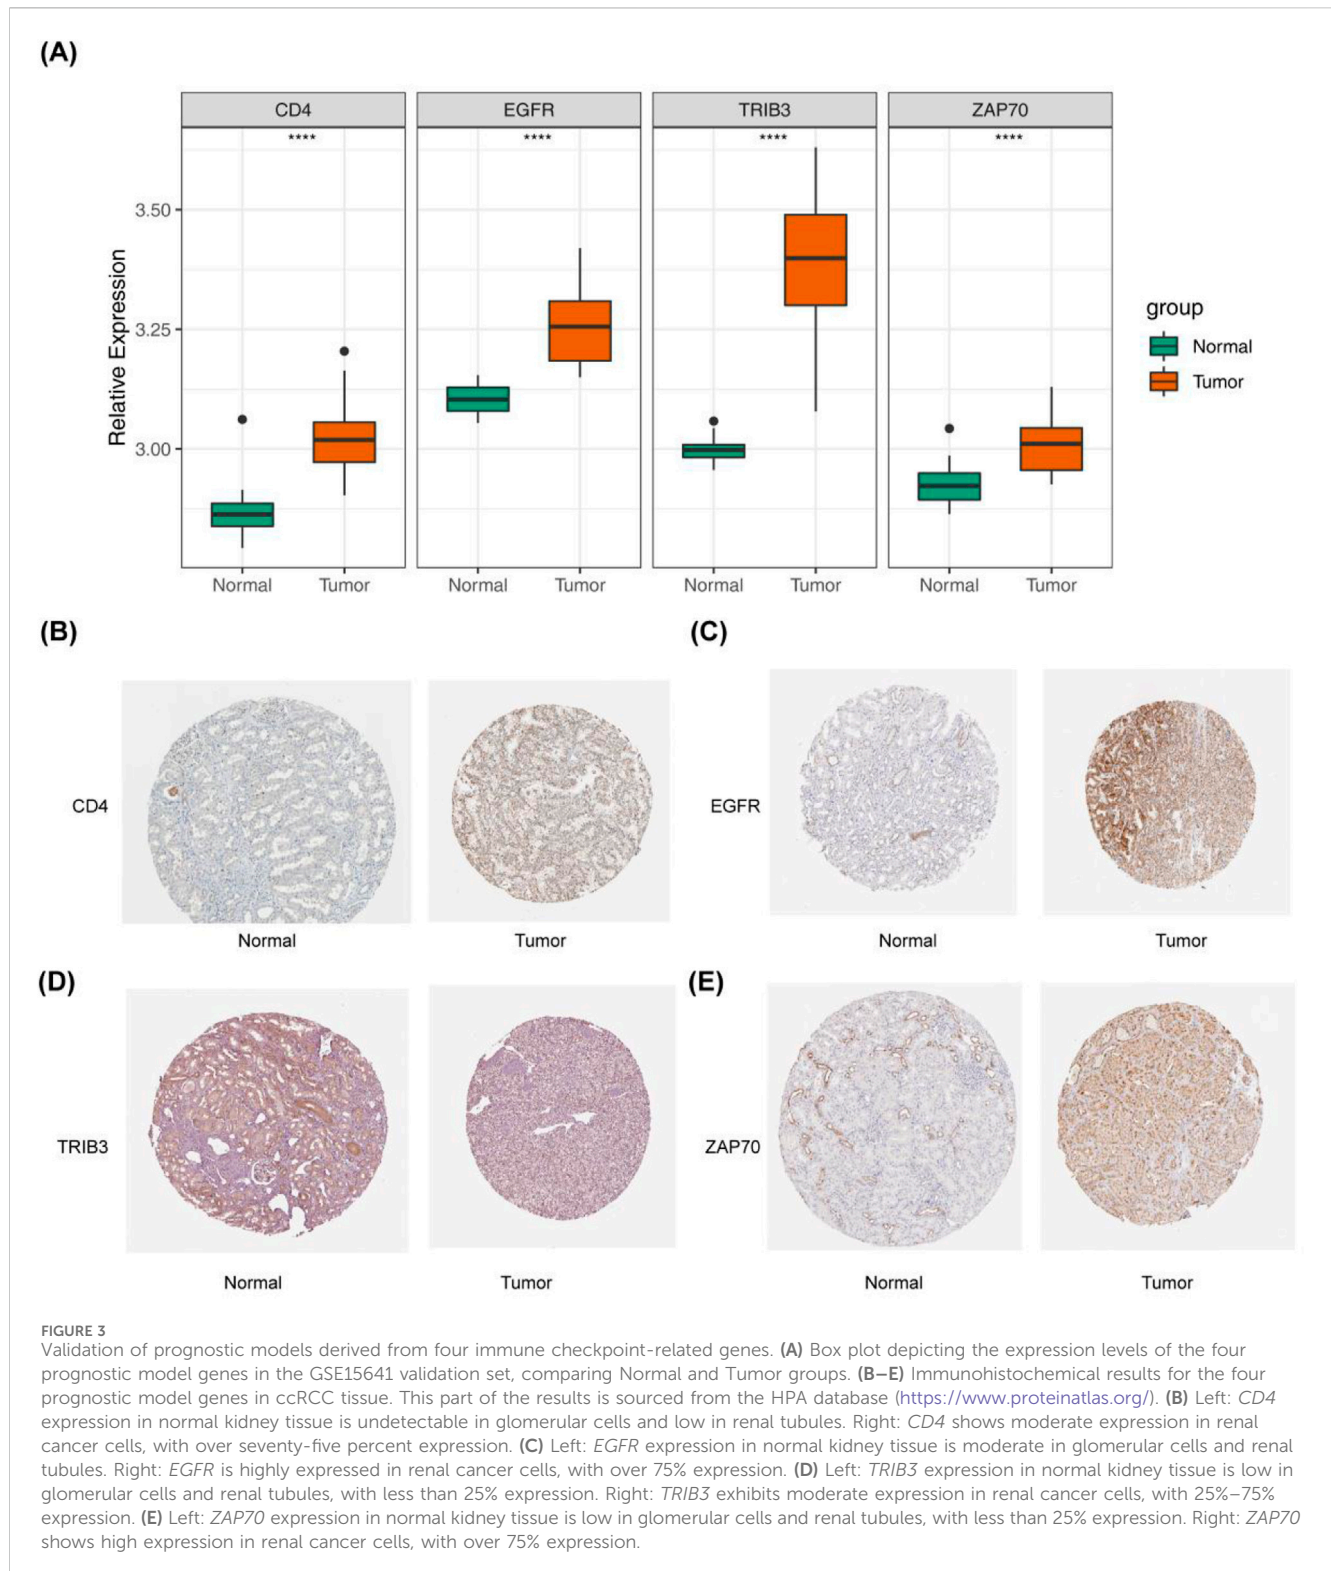 (A)
CD4 EGFR TRIB3 ZAP70
**** **** **** ****
3.50
3.25
3.00
Relative Expression
Normal Tumor Normal Tumor Normal Tumor Normal Tumor
group
Normal
Tumor
(B)
CD4
Normal Tumor
(C)
EGFR
Normal Tumor
(D)
TRIB3
Normal Tumor
(E)
ZAP70
Normal Tumor
FIGURE 3
Validation of prognostic models derived from four immune checkpoint-related genes. (A) Box plot depicting the expression levels of the four
prognostic model genes in the GSE15641 validation set, comparing Normal and Tumor groups. (B–E) Immunohistochemical results for the four
prognostic model genes in ccRCC tissue. This part of the results is sourced from the HPA database (https://www.proteinatlas.org/). (B) Left: CD4
expression in normal kidney tissue is undetectable in glomerular cells and low in renal tubules. Right: CD4 shows moderate expression in renal
cancer cells, with over seventy-five percent expression. (C) Left: EGFR expression in normal kidney tissue is moderate in glomerular cells and renal
tubules. Right: EGFR is highly expressed in renal cancer cells, with over 75% expression. (D) Left: TRIB3 expression in normal kidney tissue is low in
glomerular cells and renal tubules, with less than 25% expression. Right: TRIB3 exhibits moderate expression in renal cancer cells, with 25%–75%
expression. (E) Left: ZAP70 expression in normal kidney tissue is low in glomerular cells and renal tubules, with less than 25% expression. Right: ZAP70
shows high expression in renal cancer cells, with over 75% expression.